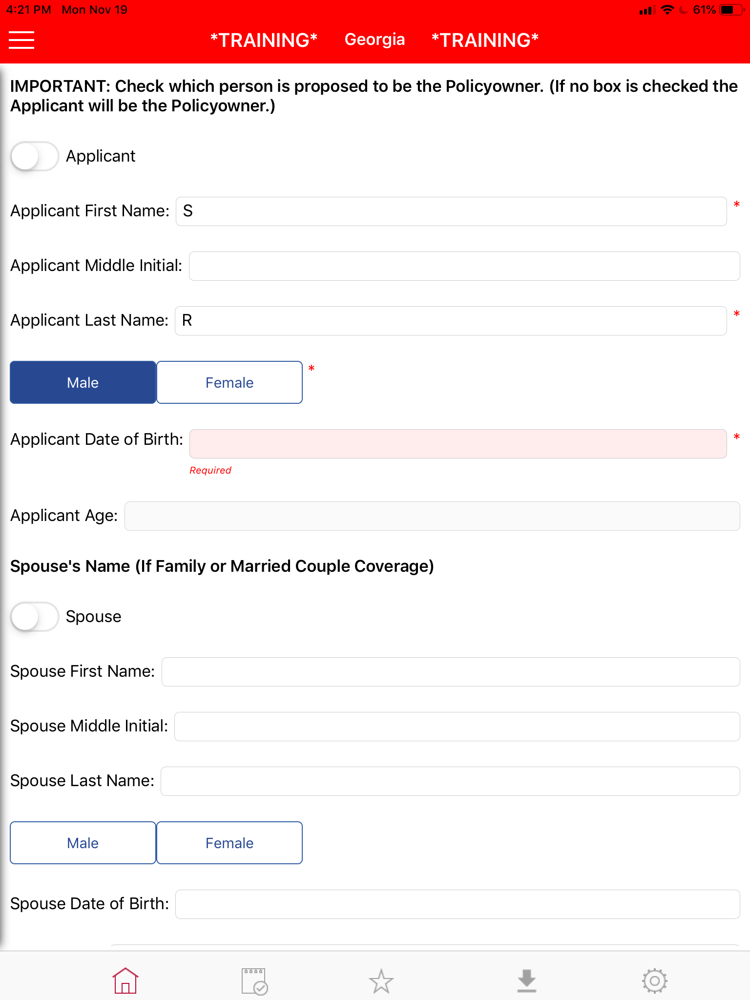 4:21 PM Mon Nov 19 61%
*TRAINING* Georgia *TRAINING*
IMPORTANT: Check which person is proposed to be the Policyowner. (If no box is checked the
Applicant will be the Policyowner.)
Applicant
Applicant First Name: S *
Applicant Middle Initial:
Applicant Last Name: R *
Male Female *
Applicant Date of Birth: *
Required
Applicant Age:
Spouse's Name (If Family or Married Couple Coverage)
Spouse
Spouse First Name:
Spouse Middle Initial:
Spouse Last Name:
Male Female
Spouse Date of Birth: